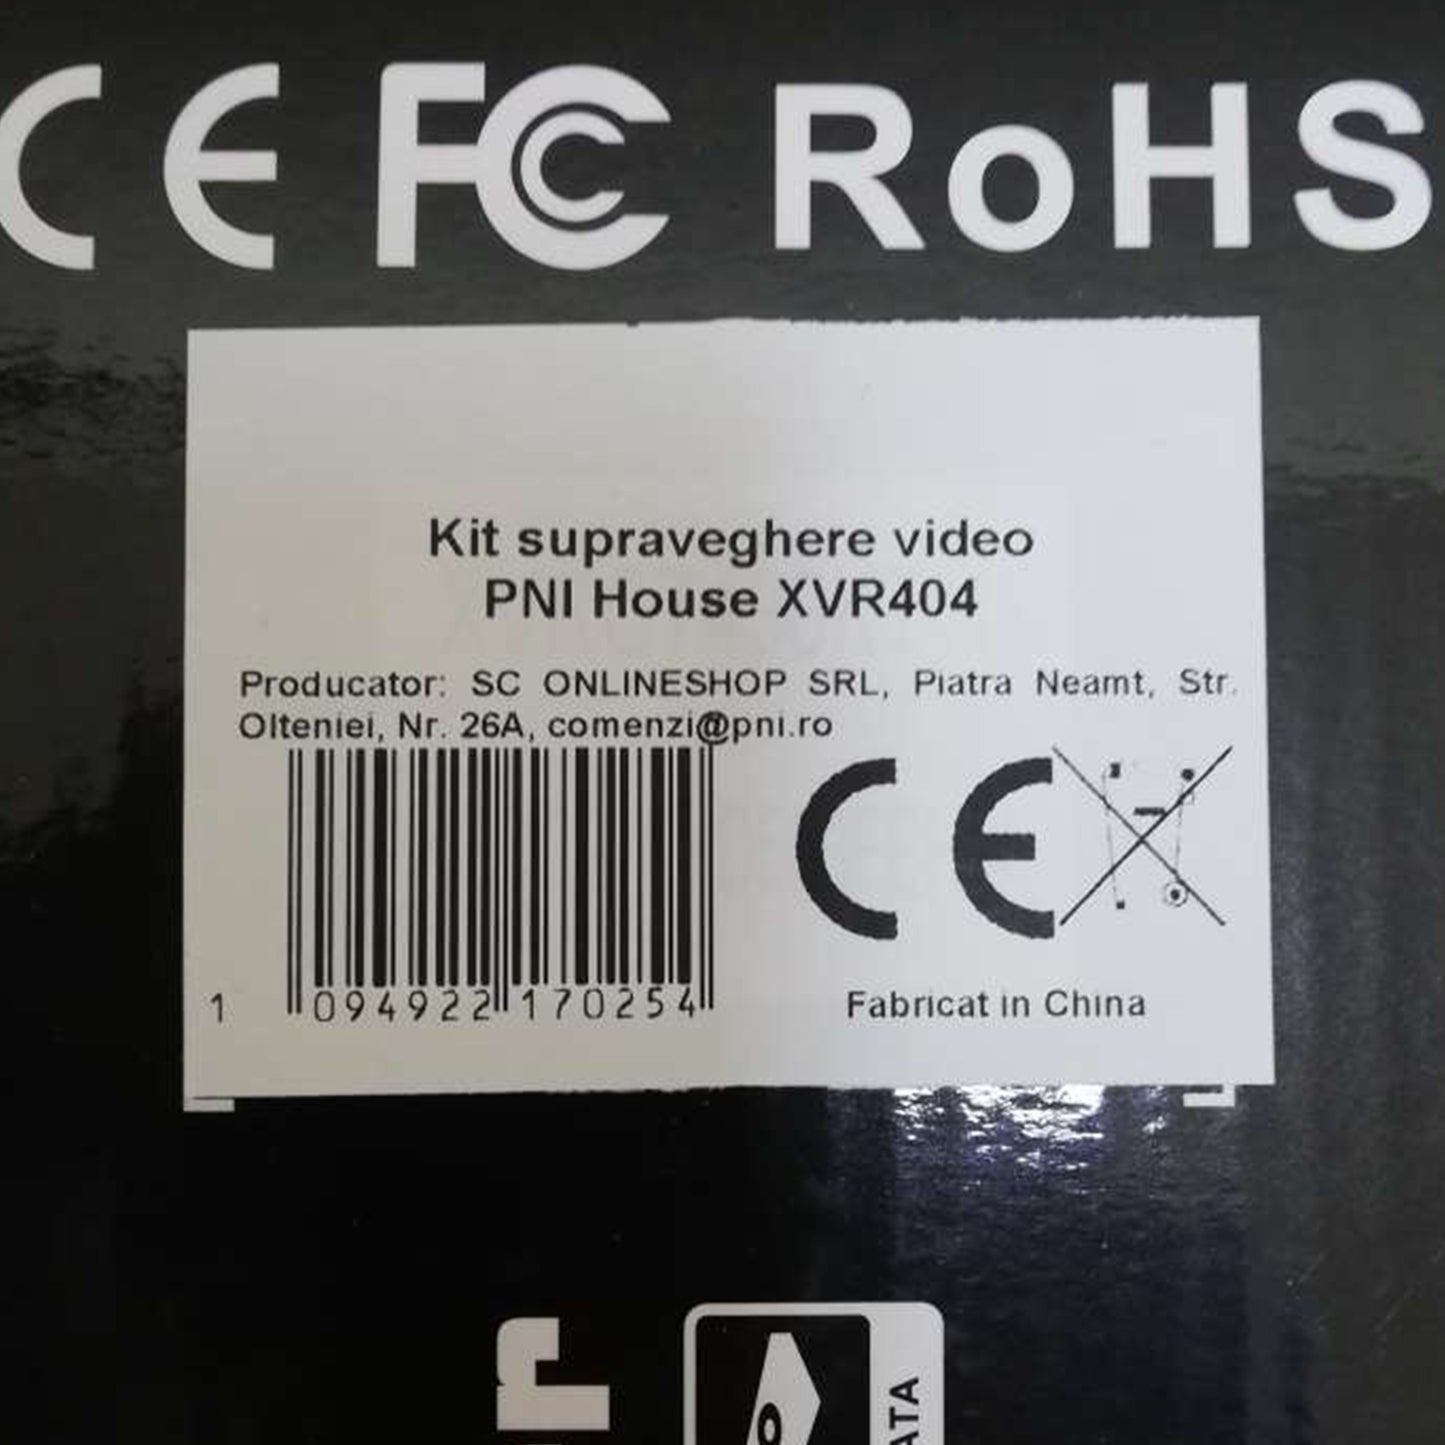 CE FC RoHS
Kit supraveghere video
PNI House XVR404
Producator: SC ONLINESHOP SRL, Piatra Neamt, Str.
Olteniei, Nr. 26A, comenzi@pni.ro
CE
1 094922 170254
Fabricat in China